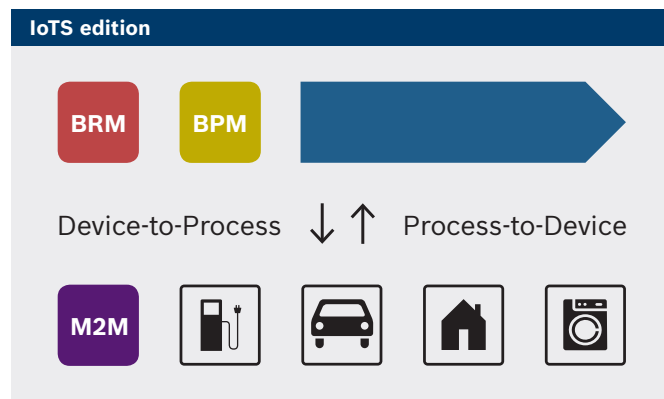 IoTS edition
BRM BPM
Device-to-Process Process-to-Device
M2M